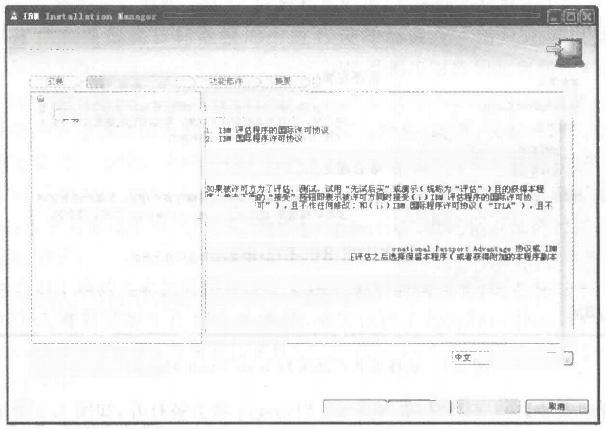 IBM Installation Manager
安装
功能部件
摘要
1. IBM 评估程序的国际许可协议
2. IBM 国际程序许可协议
如果被许可方为了评估、测试、试用“先试后买”或演示（统称为“评估”）目的获得本程
的“接受”按钮即表示被许可方同时接受（i）IBM 评估程序的国际许可协
可”），且不作任何修改；和（ii）IBM 国际程序许可协议（“IPLA”），且不
rnational Passport Advantage 协议或 IBM
评估之后选择保留本程序（或者获得附加的本程序副本
中文
取消